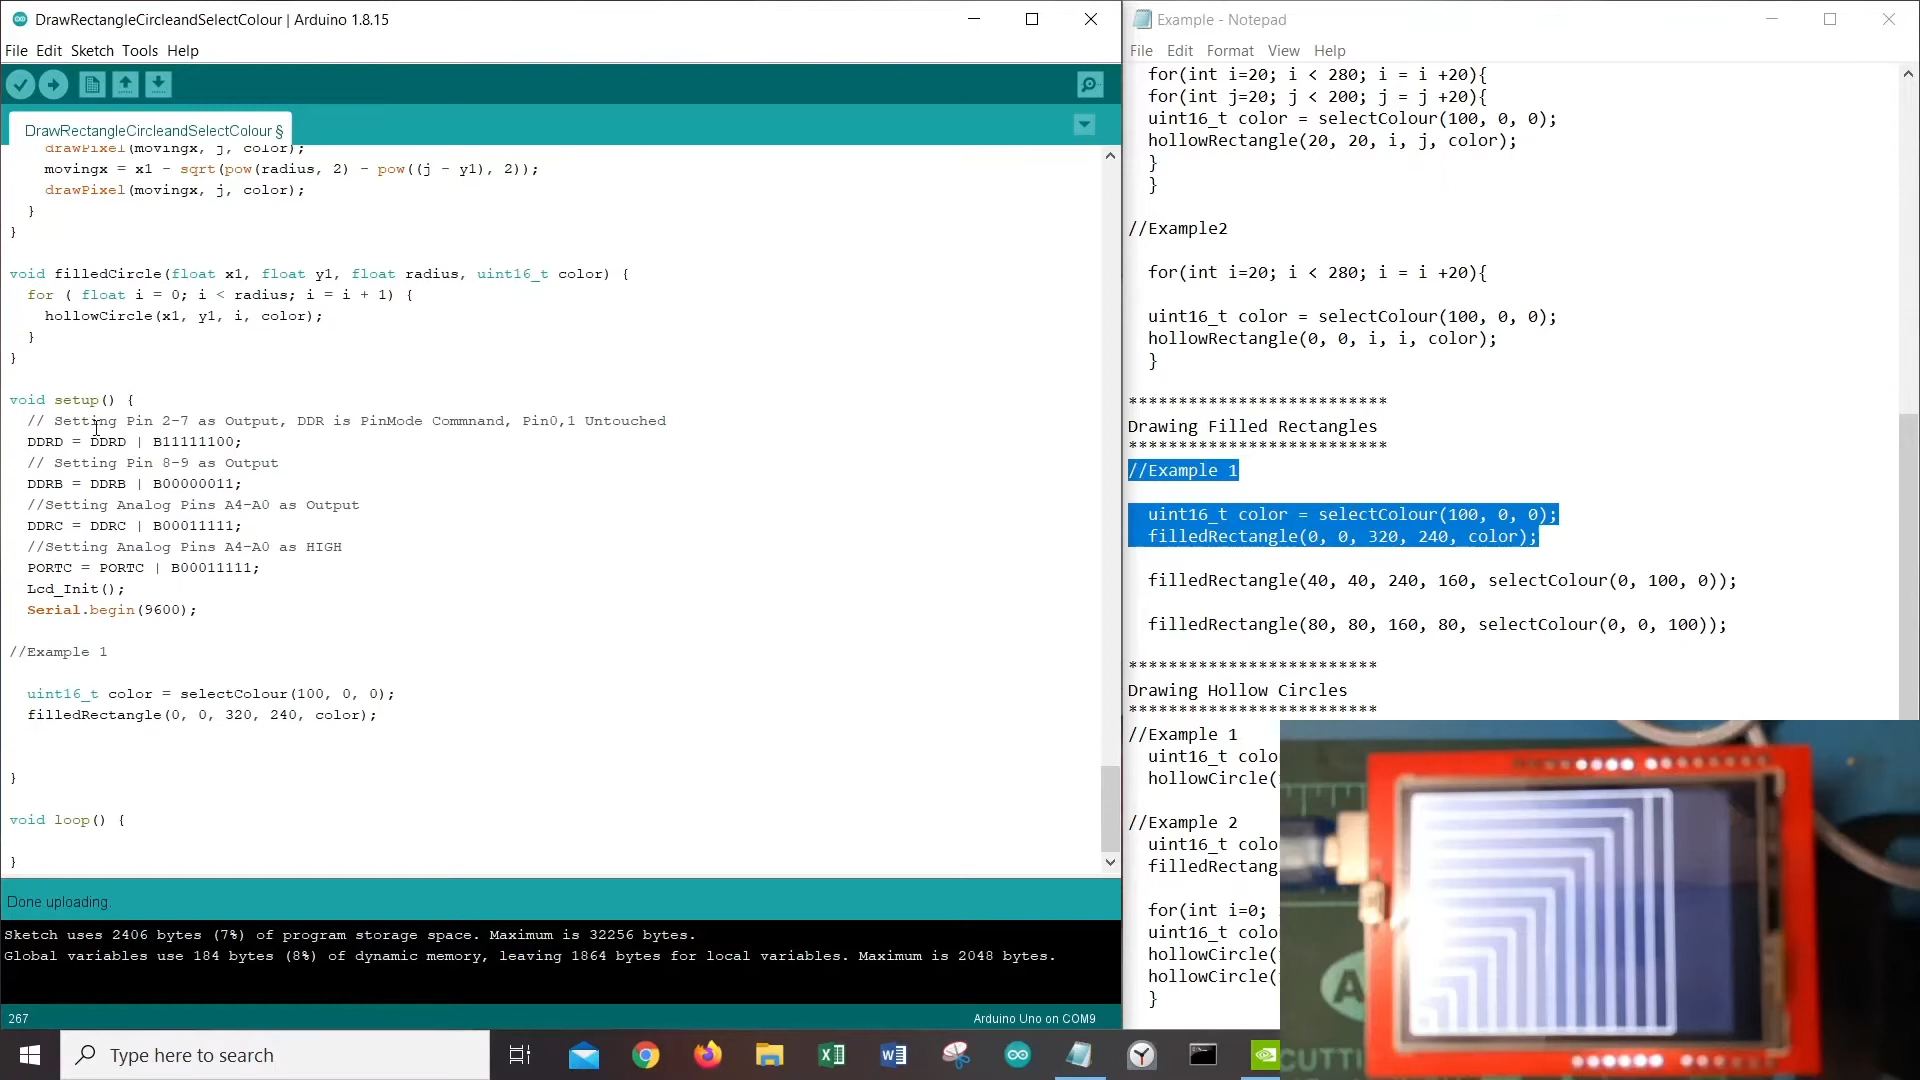 DrawRectangleCircleandSelectColour | Arduino 1.8.15
File Edit Sketch Tools Help
DrawRectangleCircleandSelectColour §
drawPixel(movingx, j, color);
movingx = x1 - sqrt(pow(radius, 2) - pow((j - y1), 2));
drawPixel(movingx, j, color);
}
}
void filledCircle(float x1, float y1, float radius, uint16_t color) {
for ( float i = 0; i < radius; i = i + 1) {
hollowCircle(x1, y1, i, color);
}
}
void setup() {
// Setting Pin 2-7 as Output, DDR is PinMode Commnand, Pin0,1 Untouched
DDRD = DDRD | B11111100;
// Setting Pin 8-9 as Output
DDRB = DDRB | B00000011;
//Setting Analog Pins A4-A0 as Output
DDRC = DDRC | B00011111;
//Setting Analog Pins A4-A0 as HIGH
PORTC = PORTC | B00011111;
Lcd_Init();
Serial.begin(9600);
//Example 1
uint16_t color = selectColour(100, 0, 0);
filledRectangle(0, 0, 320, 240, color);
}
void loop() {
}
Done uploading.
Sketch uses 2406 bytes (7%) of program storage space. Maximum is 32256 bytes.
Global variables use 184 bytes (8%) of dynamic memory, leaving 1864 bytes for local variables. Maximum is 2048 bytes.
267
Arduino Uno on COM9
Example - Notepad
File Edit Format View Help
for(int i=20; i < 280; i = i +20){
for(int j=20; j < 200; j = j +20){
uint16_t color = selectColour(100, 0, 0);
hollowRectangle(20, 20, i, j, color);
}
}
//Example2
for(int i=20; i < 280; i = i +20){
uint16_t color = selectColour(100, 0, 0);
hollowRectangle(0, 0, i, i, color);
}
**************************
Drawing Filled Rectangles
**************************
//Example 1
uint16_t color = selectColour(100, 0, 0);
filledRectangle(0, 0, 320, 240, color);
filledRectangle(40, 40, 240, 160, selectColour(0, 100, 0));
filledRectangle(80, 80, 160, 80, selectColour(0, 0, 100));
*************************
Drawing Hollow Circles
*************************
//Example 1
uint16_t colo
hollowCircle(
//Example 2
uint16_t colo
filledRectang
for(int i=0;
uint16_t colo
hollowCircle(
hollowCircle(
}
Type here to search
CUTTI